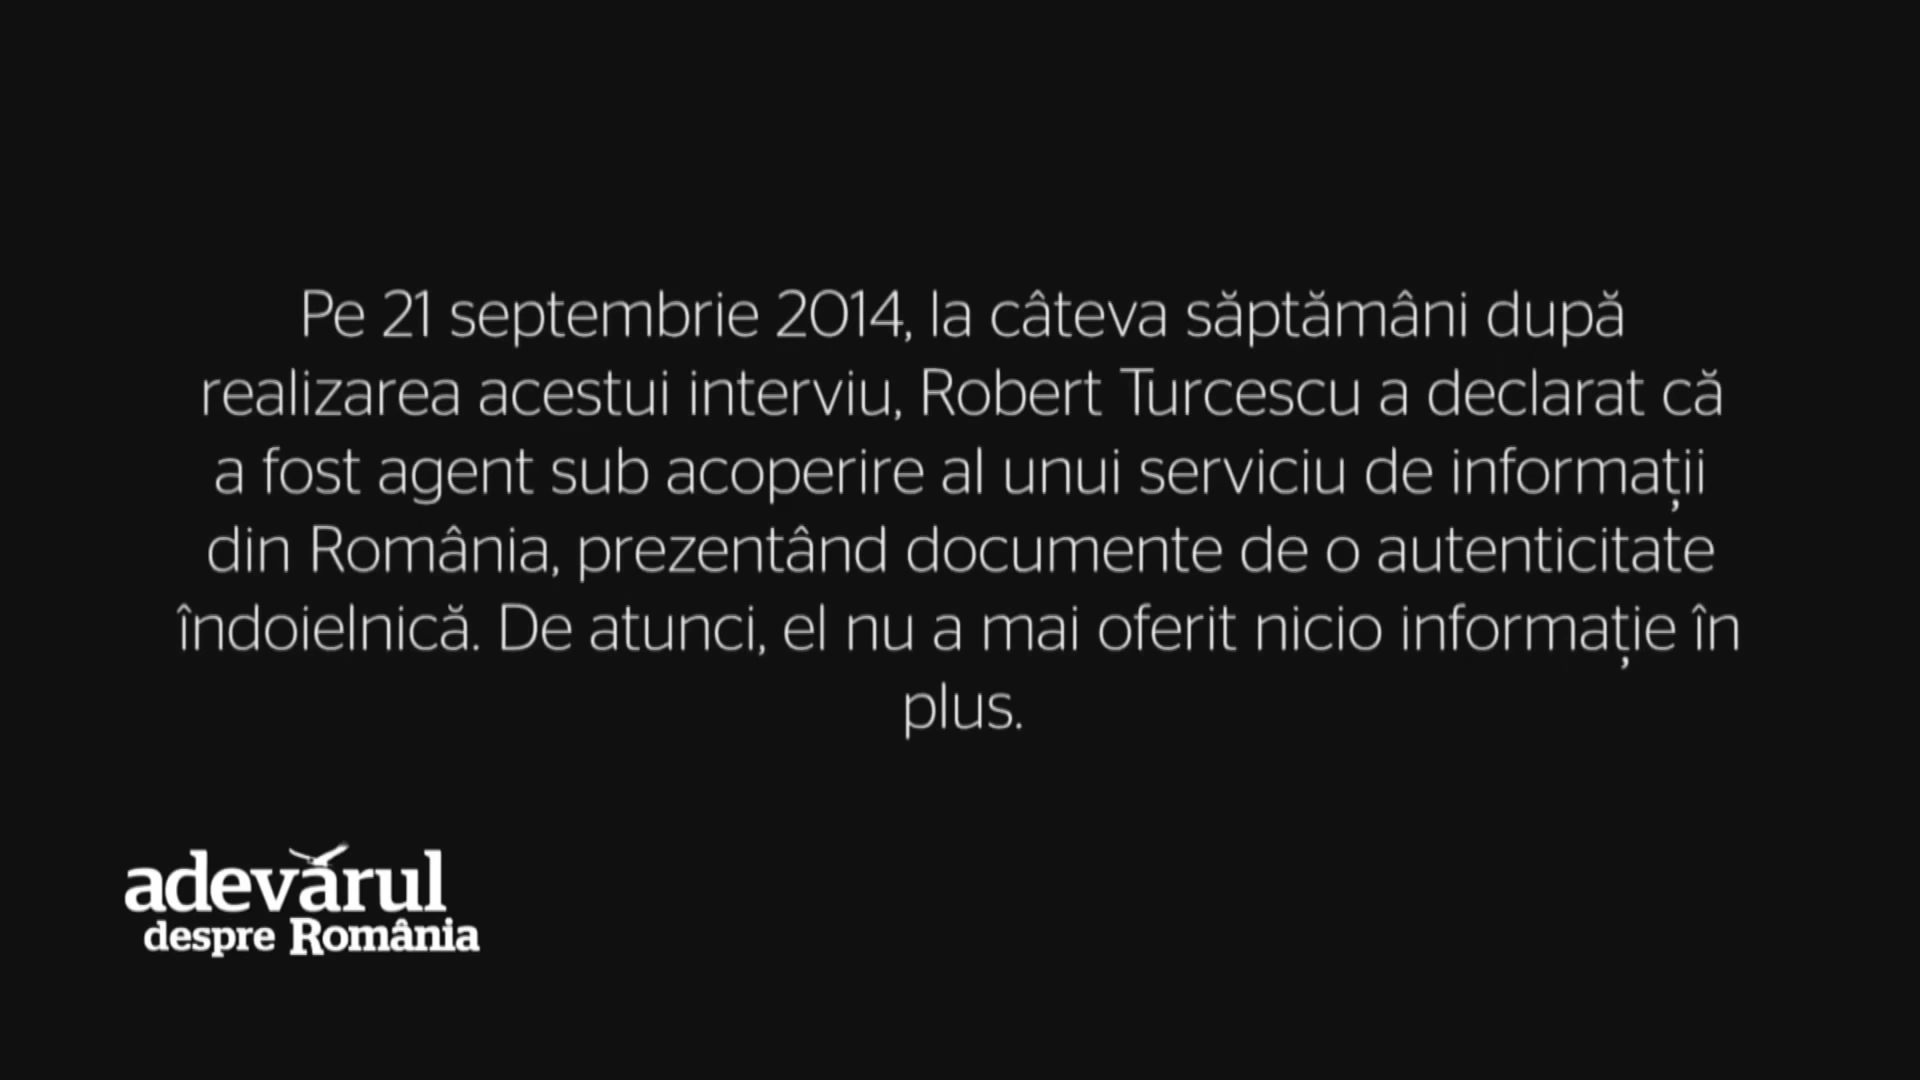 Pe 21 septembrie 2014, la câteva săptămâni după
realizarea acestui interviu, Robert Turcescu a declarat că
a fost agent sub acoperire al unui serviciu de informații
din România, prezentând documente de o autenticitate
îndoielnică. De atunci, el nu a mai oferit nicio informație în
plus.
adevărul
despre România